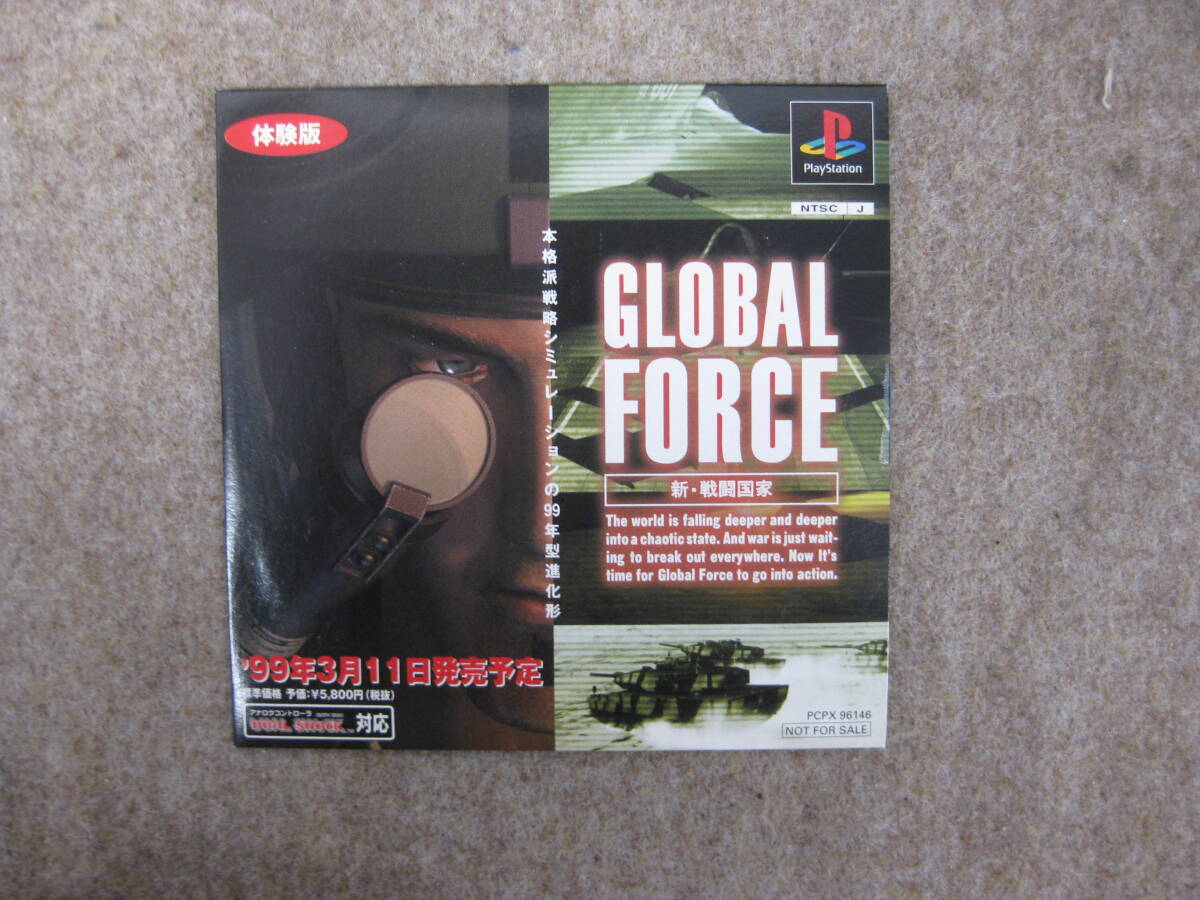 体験版
PlayStation
NTSC J
本格派戦略シミュレーションの99年型進化形
GLOBAL
FORCE
新・戦闘国家
The world is falling deeper and deeper
into a chaotic state. And war is just wait-
ing to break out everywhere. Now It's
time for Global Force to go into action.
'99年3月11日発売予定
標準価格 予価:¥5,800円(税抜)
アナログコントローラ
DUAL SHOCK 対応
PCPX 96146
NOT FOR SALE